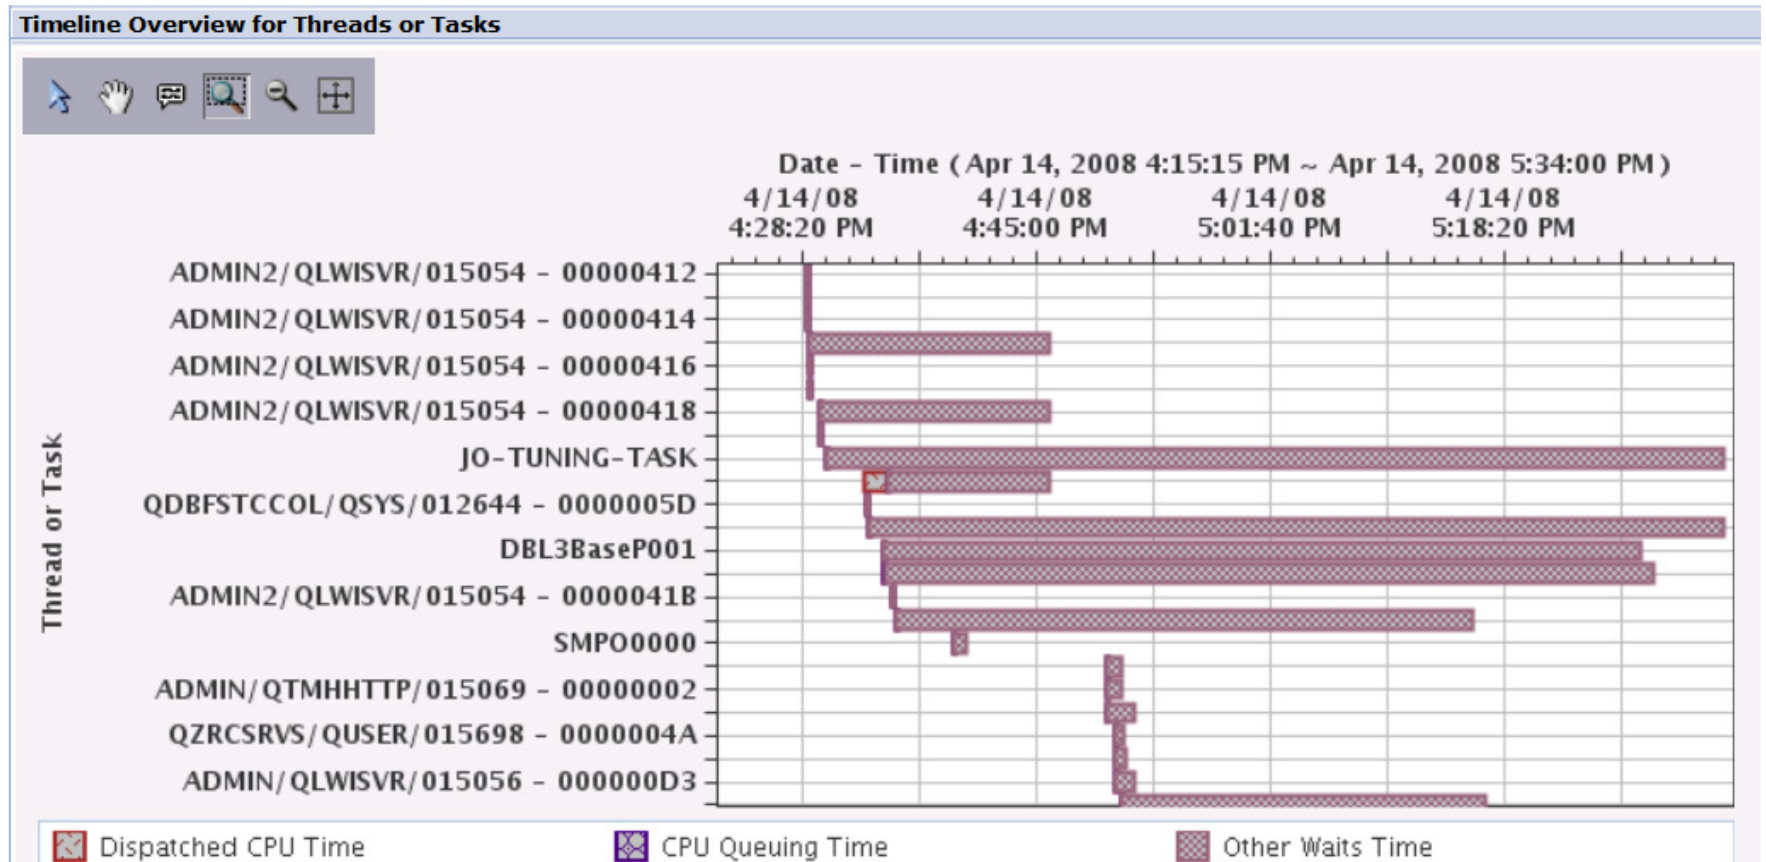 Timeline Overview for Threads or Tasks
Date - Time ( Apr 14, 2008 4:15:15 PM ~ Apr 14, 2008 5:34:00 PM )
4/14/08 4/14/08 4/14/08 4/14/08
4:28:20 PM 4:45:00 PM 5:01:40 PM 5:18:20 PM
Thread or Task
ADMIN2/QLWISVR/015054 - 00000412
ADMIN2/QLWISVR/015054 - 00000414
ADMIN2/QLWISVR/015054 - 00000416
ADMIN2/QLWISVR/015054 - 00000418
JO-TUNING-TASK
QDBFSTCCOL/QSYS/012644 - 0000005D
DBL3BaseP001
ADMIN2/QLWISVR/015054 - 0000041B
SMPO0000
ADMIN/QTMHHTTP/015069 - 00000002
QZRCSRVS/QUSER/015698 - 0000004A
ADMIN/QLWISVR/015056 - 000000D3
Dispatched CPU Time CPU Queuing Time Other Waits Time